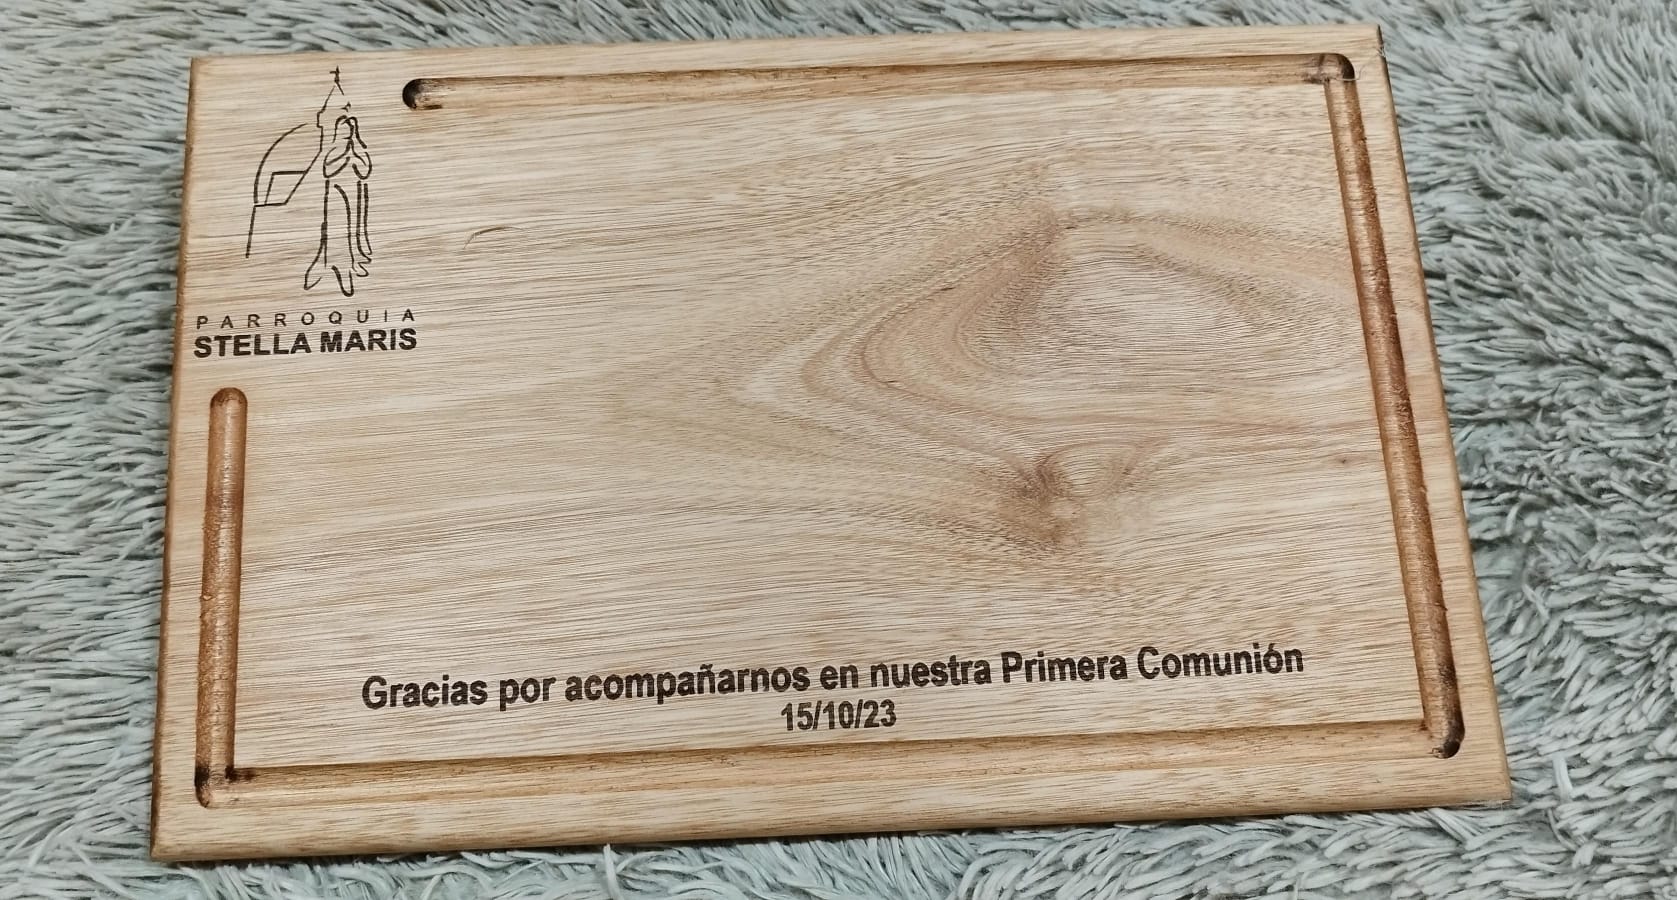 PARROQUIA
STELLA MARIS
Gracias por acompañarnos en nuestra Primera Comunión
15/10/23